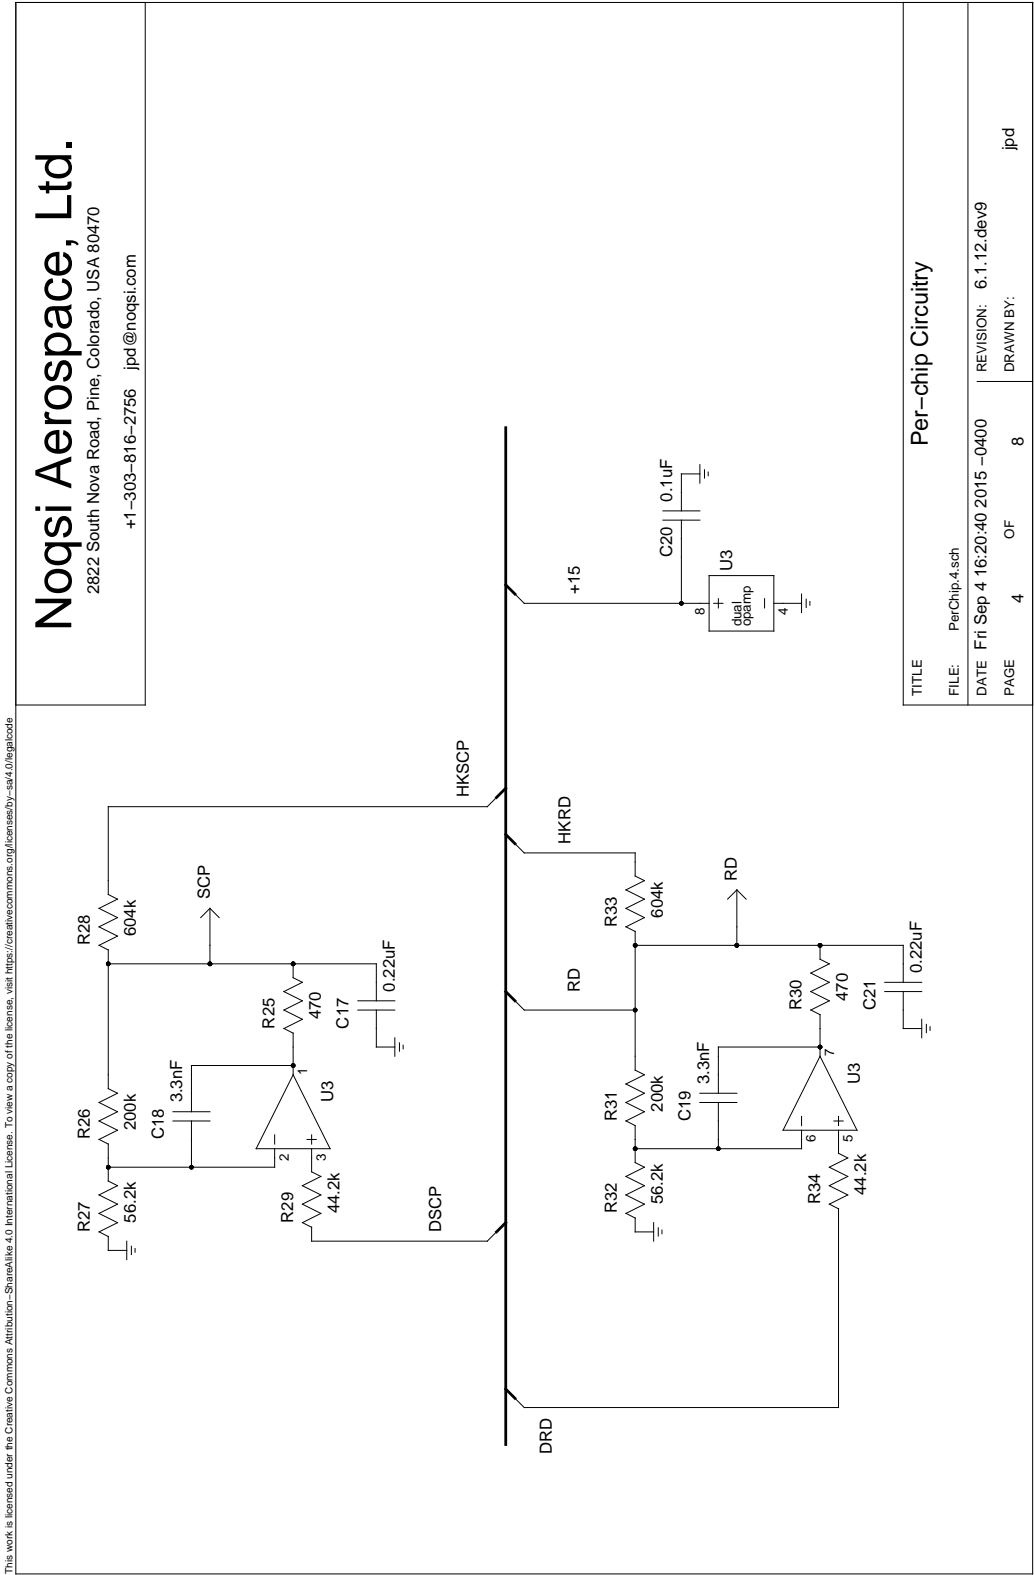 This work is licensed under the Creative Commons Attribution−ShareAlike 4.0 International License. To view a copy of the license, visit https://creativecommons.org/licenses/by−sa/4.0/legalcode
Noqsi Aerospace, Ltd.
2822 South Nova Road, Pine, Colorado, USA 80470
+1−303−816−2756 jpd@noqsi.com
R27
56.2k
R26
200k
R28
604k
C18
3.3nF
SCP
2
3
1
U3
R25
470
R29
44.2k
C17
0.22uF
DSCP
HKSCP
DRD
RD
HKRD
+15
R32
56.2k
R31
200k
R33
604k
C19
3.3nF
RD
6
5
7
U3
R30
470
R34
44.2k
C21
0.22uF
C20
0.1uF
8
+
dual
opamp
−
4
U3
TITLE
Per−chip Circuitry
FILE: PerChip.4.sch
REVISION: 6.1.12.dev9
DATE Fri Sep 4 16:20:40 2015 −0400
PAGE 4 OF 8
DRAWN BY: jpd